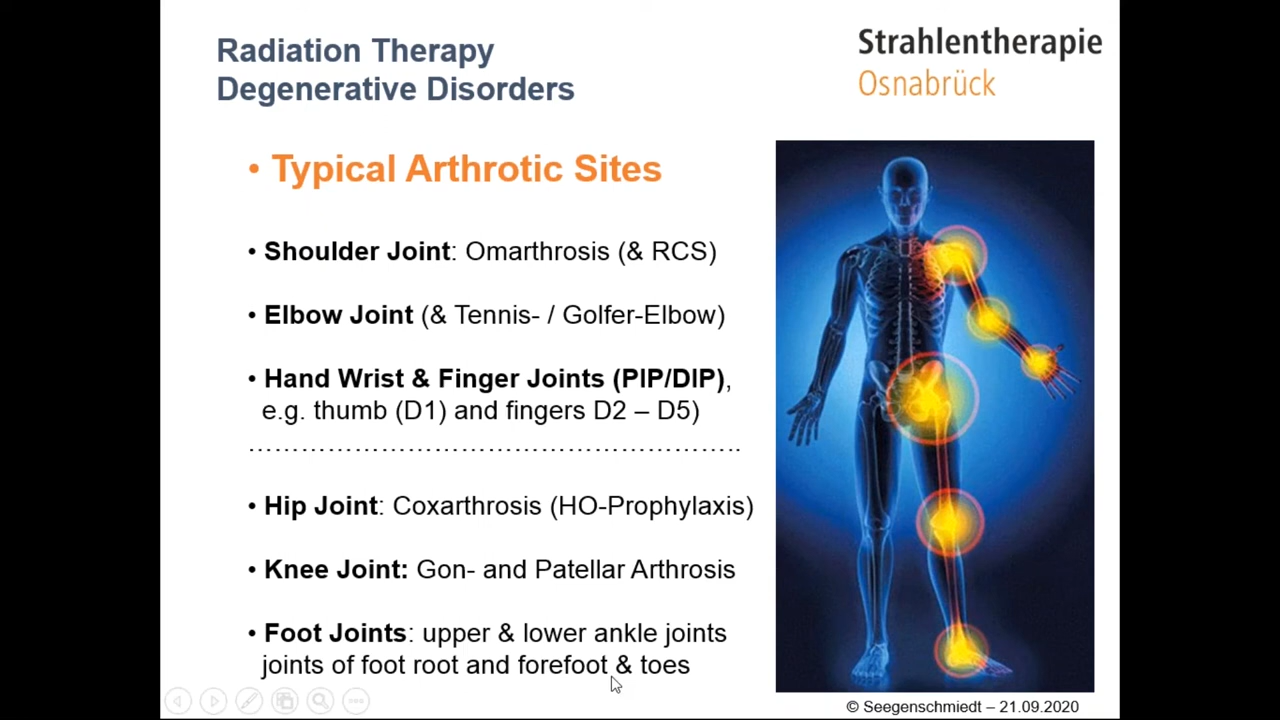 Radiation Therapy
Degenerative Disorders
Strahlentherapie
Osnabrück
• Typical Arthrotic Sites
• Shoulder Joint: Omarthrosis (& RCS)
• Elbow Joint (& Tennis- / Golfer-Elbow)
• Hand Wrist & Finger Joints (PIP/DIP),
e.g. thumb (D1) and fingers D2 – D5)
……………………………………………….
• Hip Joint: Coxarthrosis (HO-Prophylaxis)
• Knee Joint: Gon- and Patellar Arthrosis
• Foot Joints: upper & lower ankle joints
joints of foot root and forefoot & toes
© Seegenschmiedt – 21.09.2020